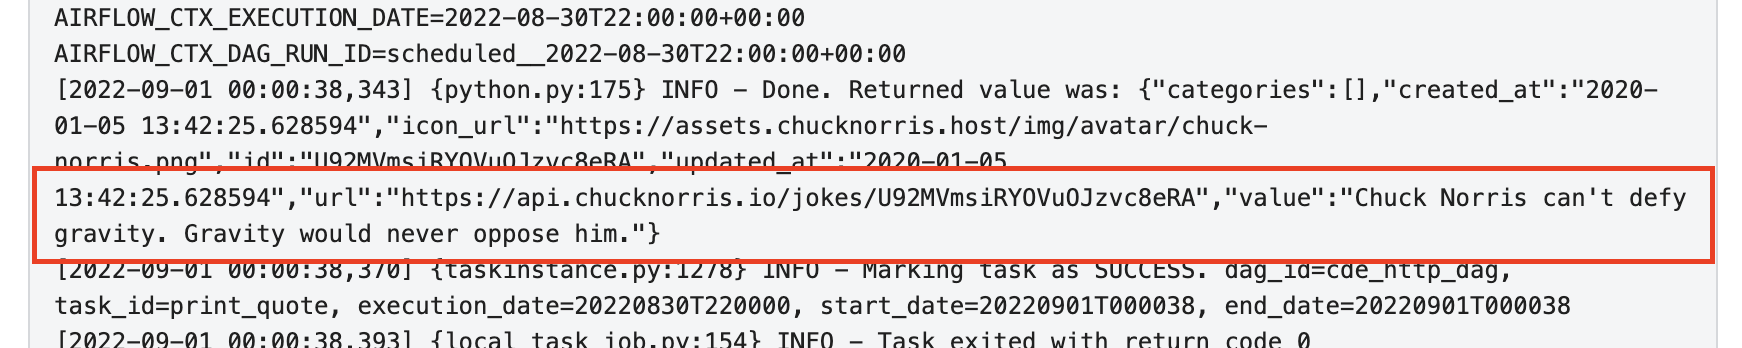 AIRFLOW_CTX_EXECUTION_DATE=2022-08-30T22:00:00+00:00
AIRFLOW_CTX_DAG_RUN_ID=scheduled__2022-08-30T22:00:00+00:00
[2022-09-01 00:00:38,343] {python.py:175} INFO - Done. Returned value was: {"categories":[],"created_at":"2020-
01-05 13:42:25.628594","icon_url":"https://assets.chucknorris.host/img/avatar/chuck-
norris.png","id":"U92MVmsiRYOVuOJzvc8eRA","updated_at":"2020-01-05
13:42:25.628594","url":"https://api.chucknorris.io/jokes/U92MVmsiRYOVuOJzvc8eRA","value":"Chuck Norris can't defy
gravity. Gravity would never oppose him."}
[2022-09-01 00:00:38,370] {taskinstance.py:1278} INFO - Marking task as SUCCESS. dag_id=cde_http_dag,
task_id=print_quote, execution_date=20220830T220000, start_date=20220901T000038, end_date=20220901T000038
[2022-09-01 00:00:38,393] {local_task_job.py:154} INFO - Task exited with return code 0